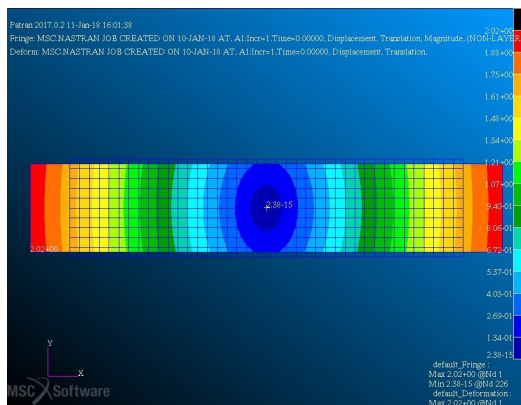 Patran 2017.0.2 11-Jan-18 16:01:38
Fringe: MSC.NASTRAN JOB CREATED ON 10-JAN-18 AT, A1:Incr=1,Time=0.00000, Displacement, Translation, Magnitude, (NON-LAYER
Deform: MSC.NASTRAN JOB CREATED ON 10-JAN-18 AT, A1:Incr=1,Time=0.00000, Displacement, Translation,
2.02+00
1.88+00
1.75+00
1.61+00
1.48+00
1.34+00
1.21+00
1.07+00
9.40-01
8.06-01
6.72-01
5.37-01
4.03-01
2.69-01
1.34-01
2.38-15
2.38-15
2.02+00
Y
X
MSC Software
default_Fringe :
Max 2.02+00 @Nd 1
Min 2.38-15 @Nd 226
default_Deformation :
Max 2.02+00 @Nd 1